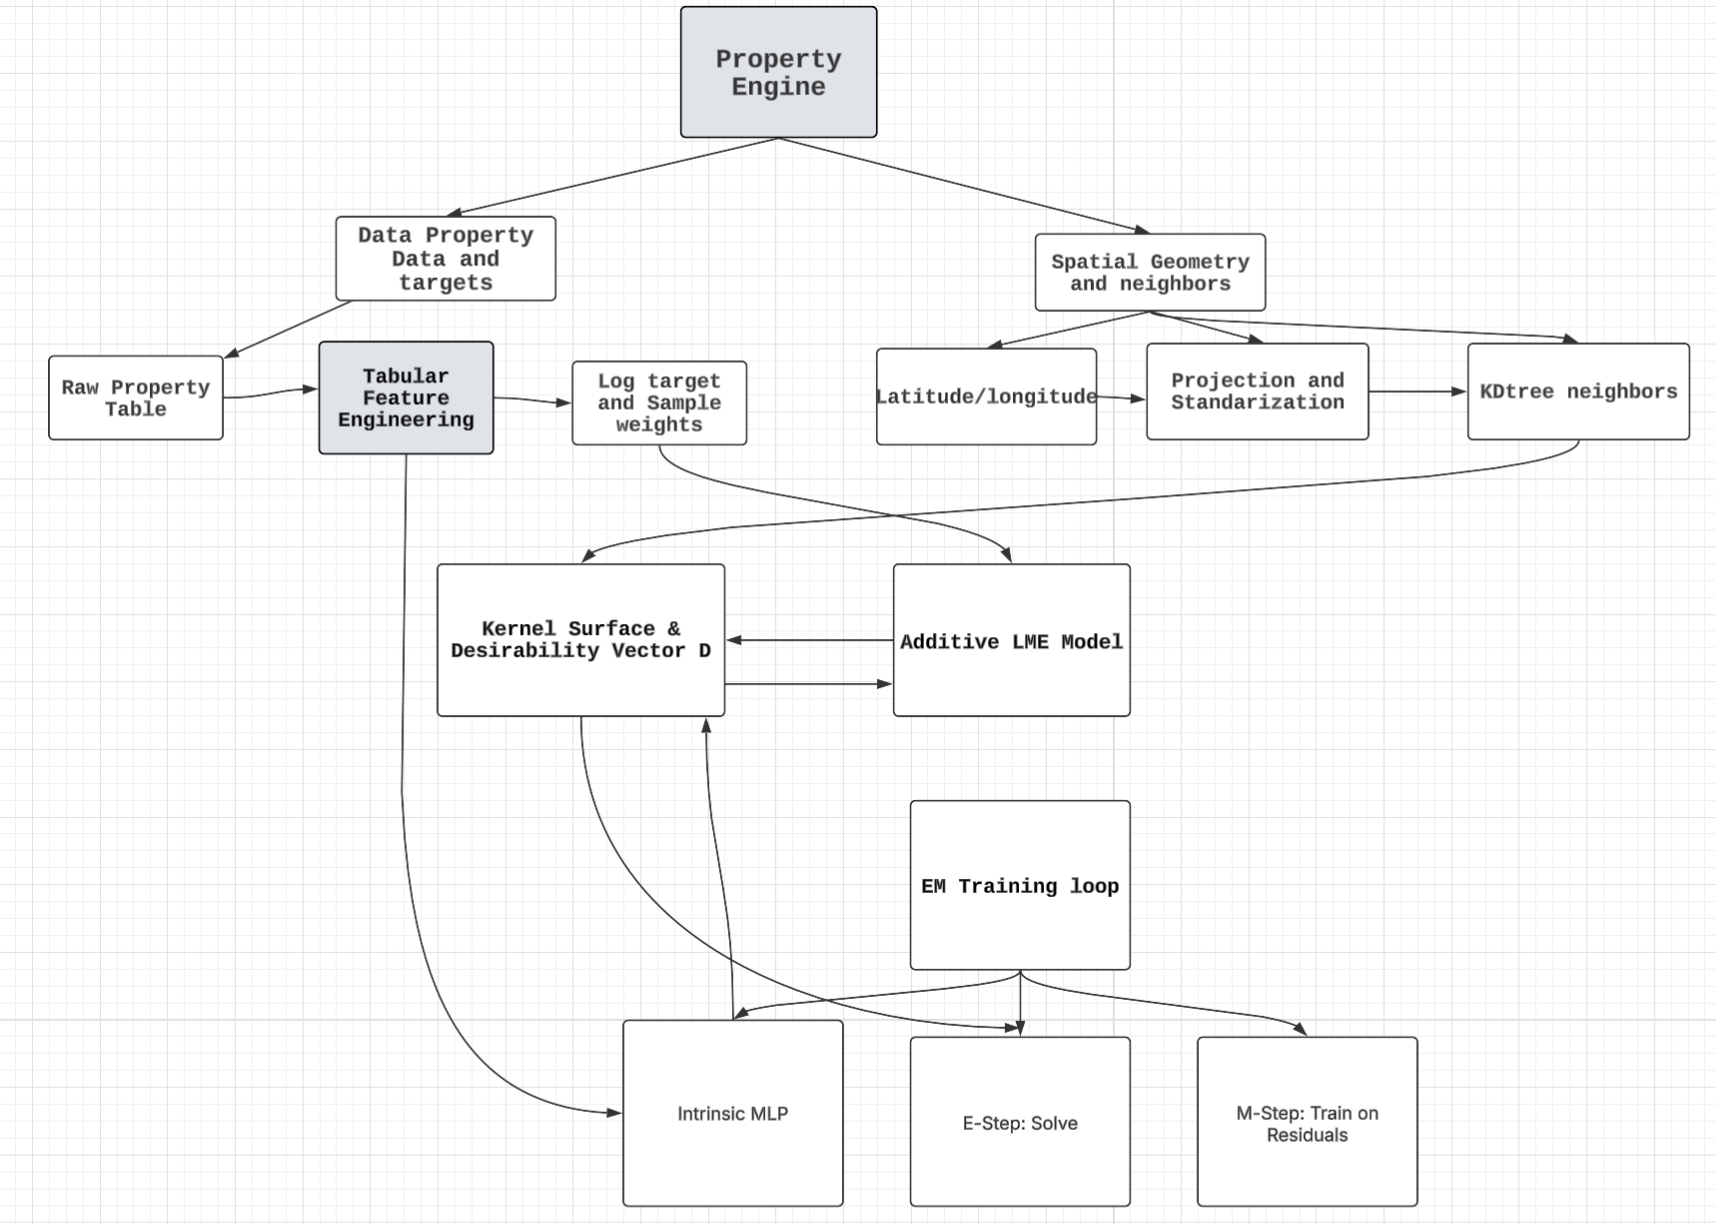 Property
Engine
Data Property
Data and
targets
Spatial Geometry
and neighbors
Raw Property
Table
Tabular
Feature
Engineering
Log target
and Sample
weights
Latitude/longitude
Projection and
Standarization
KDtree neighbors
Kernel Surface &
Desirability Vector D
Additive LME Model
EM Training loop
Intrinsic MLP
E-Step: Solve
M-Step: Train on
Residuals